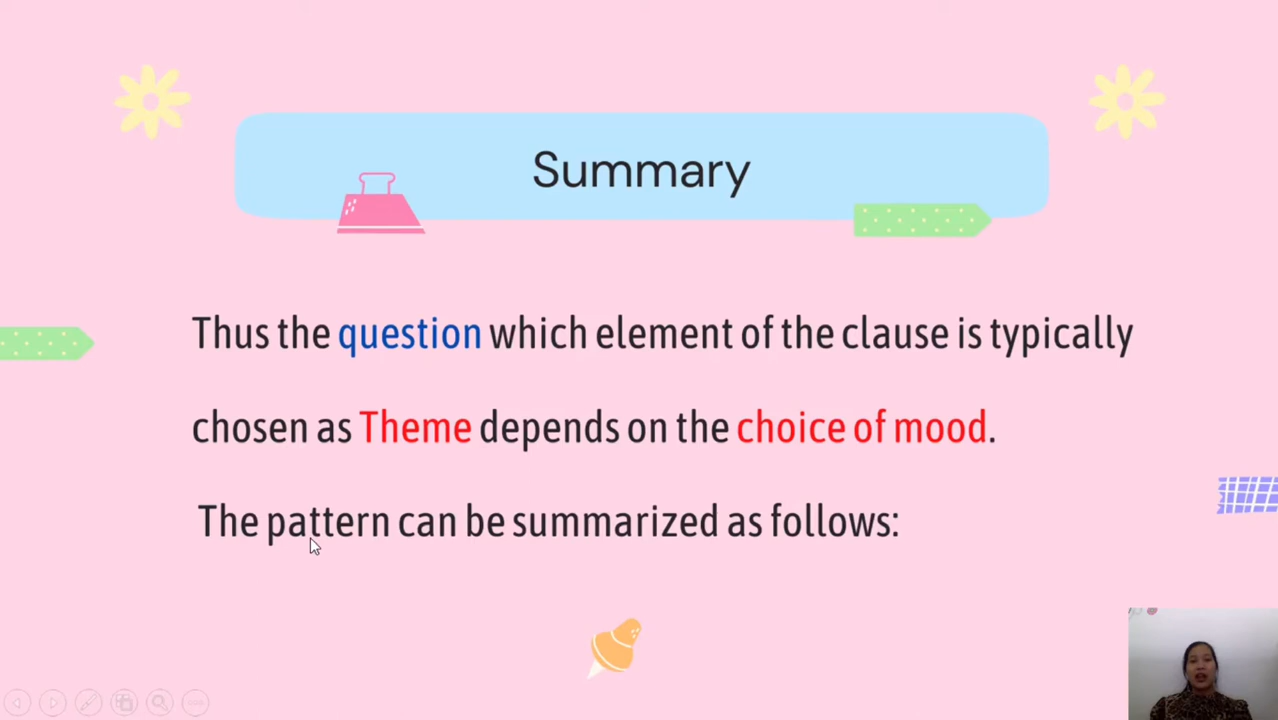 Summary
Thus the question which element of the clause is typically
chosen as Theme depends on the choice of mood.
The pattern can be summarized as follows: